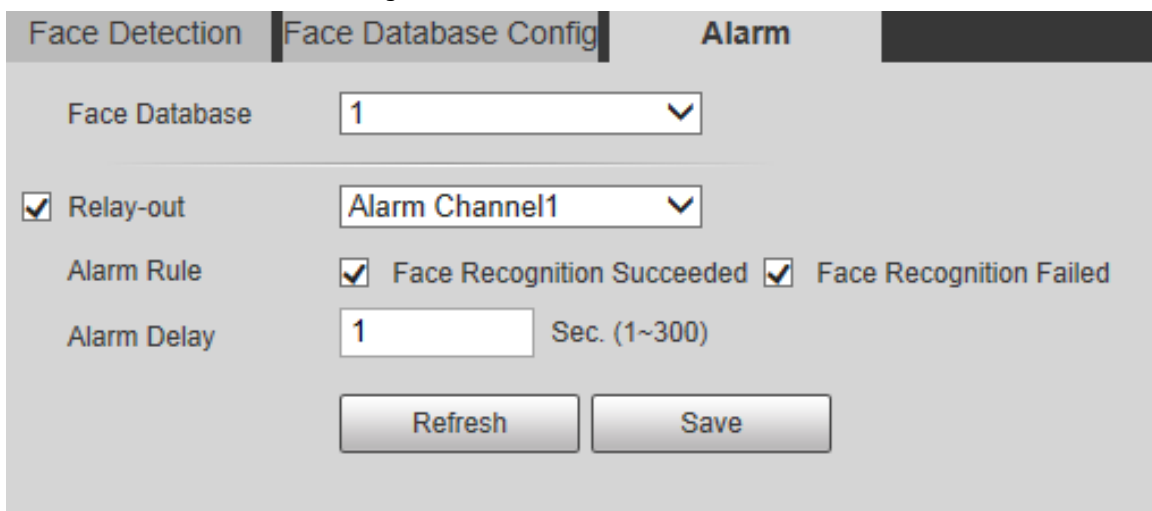 Face Detection Face Database Config Alarm
Face Database 1
Relay-out Alarm Channel1
Alarm Rule Face Recognition Succeeded Face Recognition Failed
Alarm Delay 1 Sec. (1~300)
Refresh Save